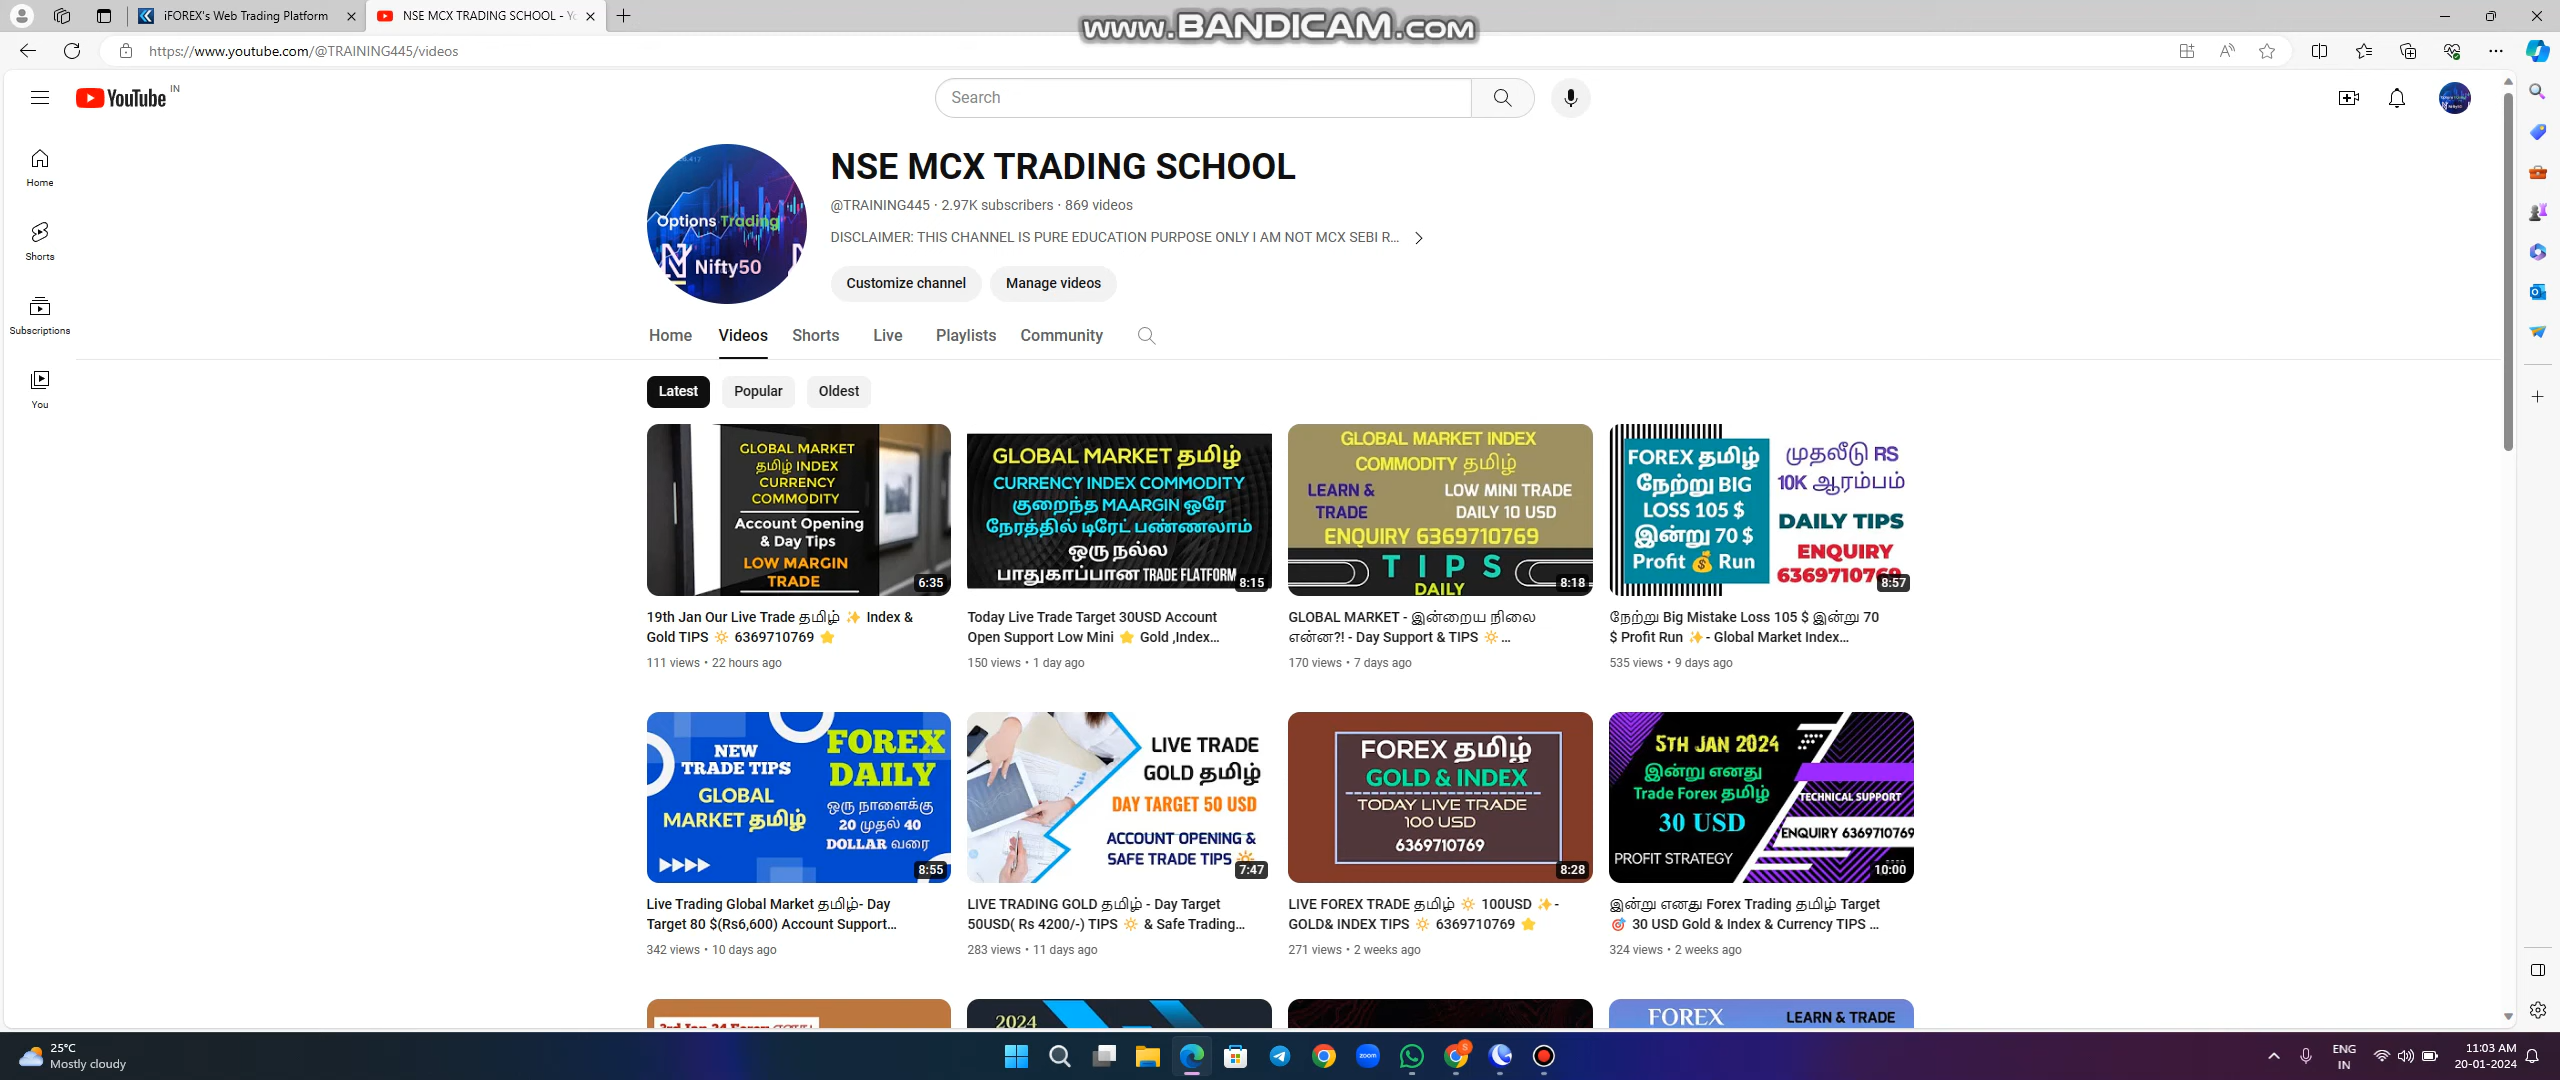 iFOREX's Web Trading Platform
NSE MCX TRADING SCHOOL - Yo
www.BANDICAM.com
https://www.youtube.com/@TRAINING445/videos
YouTube IN
Search
Home
Shorts
Subscriptions
You
Options Trading
Nifty50
NSE MCX TRADING SCHOOL
@TRAINING445 · 2.97K subscribers · 869 videos
DISCLAIMER: THIS CHANNEL IS PURE EDUCATION PURPOSE ONLY I AM NOT MCX SEBI R...
Customize channel
Manage videos
Home
Videos
Shorts
Live
Playlists
Community
Latest
Popular
Oldest
GLOBAL MARKET
தமிழ் INDEX
CURRENCY
COMMODITY
Account Opening
& Day Tips
LOW MARGIN
TRADE
6:35
19th Jan Our Live Trade தமிழ் ✨ Index &
Gold TIPS 🔅 6369710769 ⭐
111 views • 22 hours ago
GLOBAL MARKET தமிழ்
CURRENCY INDEX COMMODITY
குறைந்த MAARGIN ஒரே
நேரத்தில் டிரேட் பண்ணலாம்
ஒரு நல்ல
பாதுகாப்பான TRADE FLATFORM
8:15
Today Live Trade Target 30USD Account
Open Support Low Mini ⭐ Gold ,Index...
150 views • 1 day ago
GLOBAL MARKET INDEX
COMMODITY தமிழ்
LEARN &
TRADE
LOW MINI TRADE
DAILY 10 USD
ENQUIRY 6369710769
TIPS
DAILY
8:18
GLOBAL MARKET - இன்றைய நிலை
என்ன?! - Day Support & TIPS 🔅 ...
170 views • 7 days ago
FOREX தமிழ்
நேற்று BIG
LOSS 105 $
இன்று 70 $
Profit 💰 Run
முதலீடு RS
10K ஆரம்பம்
DAILY TIPS
ENQUIRY
6369710769
8:57
நேற்று Big Mistake Loss 105 $ இன்று 70
$ Profit Run ✨ - Global Market Index...
535 views • 9 days ago
NEW
TRADE TIPS
GLOBAL
MARKET தமிழ்
FOREX
DAILY
ஒரு நாளைக்கு
20 முதல் 40
DOLLAR வரை
8:55
Live Trading Global Market தமிழ்- Day
Target 80 $(Rs6,600) Account Support...
342 views • 10 days ago
LIVE TRADE
GOLD தமிழ்
DAY TARGET 50 USD
ACCOUNT OPENING &
SAFE TRADE TIPS 🔅
7:47
LIVE TRADING GOLD தமிழ் - Day Target
50USD( Rs 4200/-) TIPS 🔅 & Safe Trading...
283 views • 11 days ago
FOREX தமிழ்
GOLD & INDEX
TODAY LIVE TRADE
100 USD
6369710769
8:28
LIVE FOREX TRADE தமிழ் 🔅 100USD ✨ -
GOLD& INDEX TIPS 🔅 6369710769 ⭐
271 views • 2 weeks ago
5TH JAN 2024
இன்று எனது
Trade Forex தமிழ்
30 USD
PROFIT STRATEGY
TECHNICAL SUPPORT
ENQUIRY 6369710769
10:00
இன்று எனது Forex Trading தமிழ் Target
🎯 30 USD Gold & Index & Currency TIPS ...
324 views • 2 weeks ago
3rd Jan 24 Forex எனது
2024
FOREX
LEARN & TRADE
25°C
Mostly cloudy
zoom
S
ENG
IN
11:03 AM
20-01-2024